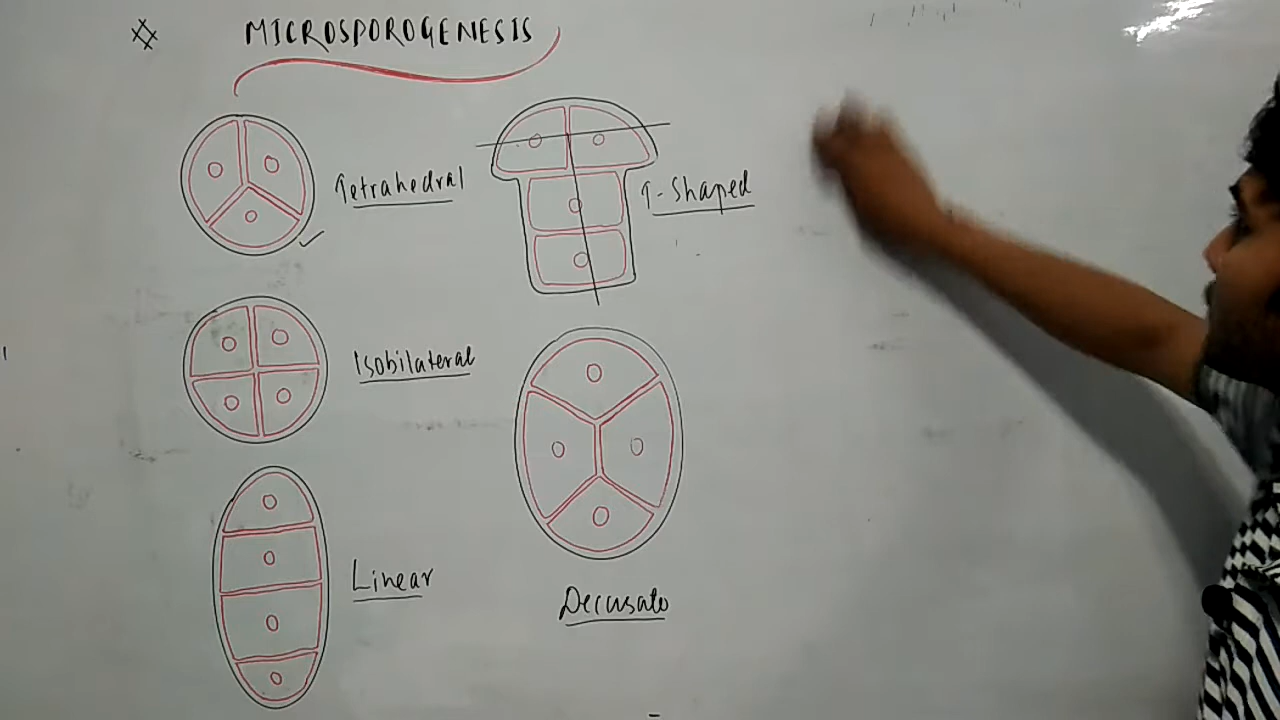 MICROSPOROGENESIS
Tetrahedral
T-Shaped
Isobilateral
Linear
Decusate